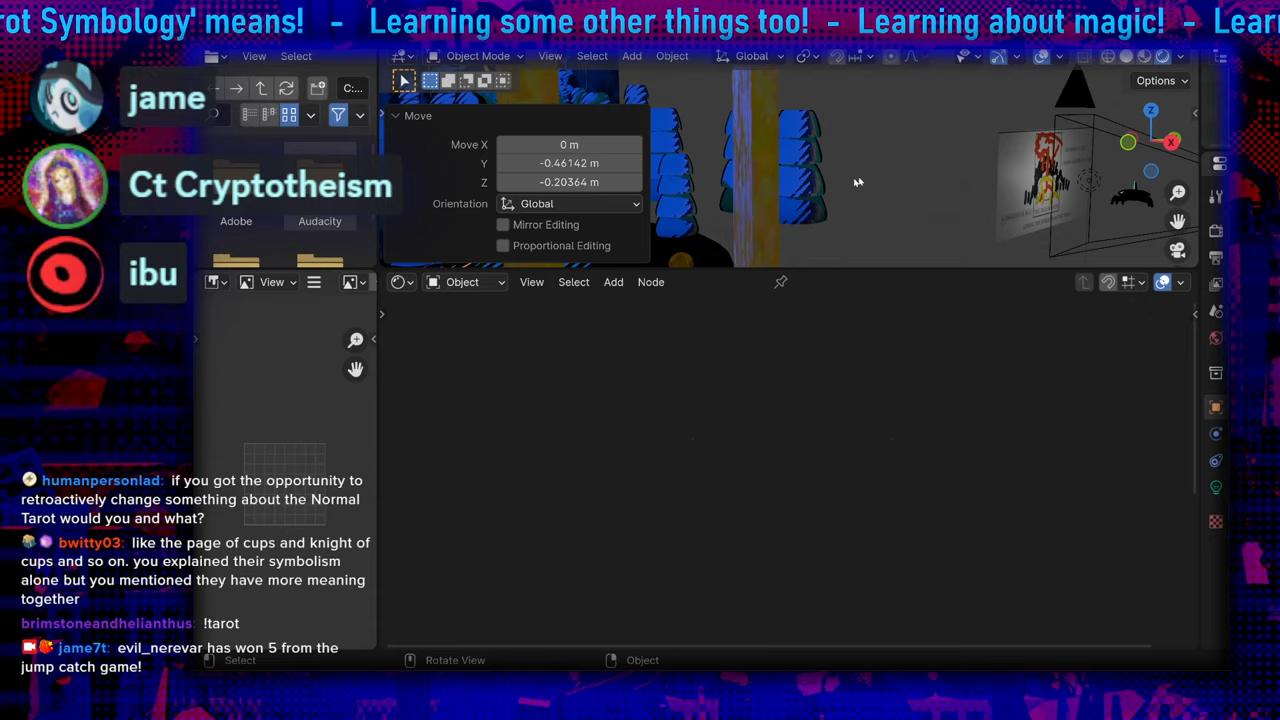 rot Symbology' means! - Learning some other things too! - Learning about magic! - Lear
View Select
Object Mode View Select Add Object Global
jame
C:...
Options
Move
Z
X
Move X 0 m
Y -0.46142 m
Z -0.20364 m
Ct Cryptotheism
Orientation Global
Adobe Audacity
Mirror Editing
Proportional Editing
ibu
View
Object View Select Add Node
humanpersonlad: if you got the opportunity to
retroactively change something about the Normal
Tarot would you and what?
bwitty03: like the page of cups and knight of
cups and so on. you explained their symbolism
alone but you mentioned they have more meaning
together
brimstoneandhelianthus: !tarot
jame7t: evil_nerevar has won 5 from the
jump catch game!
Select Rotate View Object